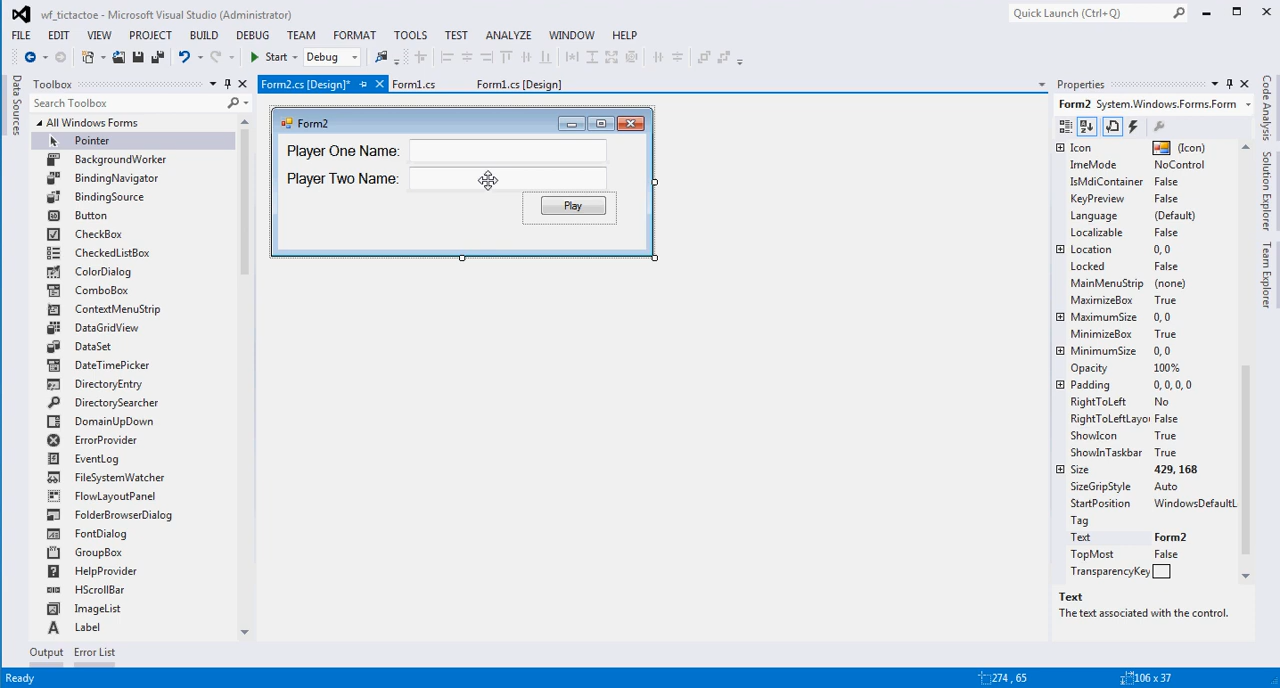 wf_tictactoe - Microsoft Visual Studio (Administrator)
Quick Launch (Ctrl+Q)
FILE EDIT VIEW PROJECT BUILD DEBUG TEAM FORMAT TOOLS TEST ANALYZE WINDOW HELP
Start Debug
Data Sources
Toolbox
Search Toolbox
All Windows Forms
Pointer
BackgroundWorker
BindingNavigator
BindingSource
Button
CheckBox
CheckedListBox
ColorDialog
ComboBox
ContextMenuStrip
DataGridView
DataSet
DateTimePicker
DirectoryEntry
DirectorySearcher
DomainUpDown
ErrorProvider
EventLog
FileSystemWatcher
FlowLayoutPanel
FolderBrowserDialog
FontDialog
GroupBox
HelpProvider
HScrollBar
ImageList
Label
Form2.cs [Design]* Form1.cs Form1.cs [Design]
Form2
Player One Name:
Player Two Name:
Play
Properties
Form2 System.Windows.Forms.Form
Icon (Icon)
ImeMode NoControl
IsMdiContainer False
KeyPreview False
Language (Default)
Localizable False
Location 0, 0
Locked False
MainMenuStrip (none)
MaximizeBox True
MaximumSize 0, 0
MinimizeBox True
MinimumSize 0, 0
Opacity 100%
Padding 0, 0, 0, 0
RightToLeft No
RightToLeftLayou False
ShowIcon True
ShowInTaskbar True
Size 429, 168
SizeGripStyle Auto
StartPosition WindowsDefaultL
Tag
Text Form2
TopMost False
TransparencyKey
Text
The text associated with the control.
Code Analysis
Solution Explorer
Team Explorer
Output Error List
Ready 274 , 65 106 x 37